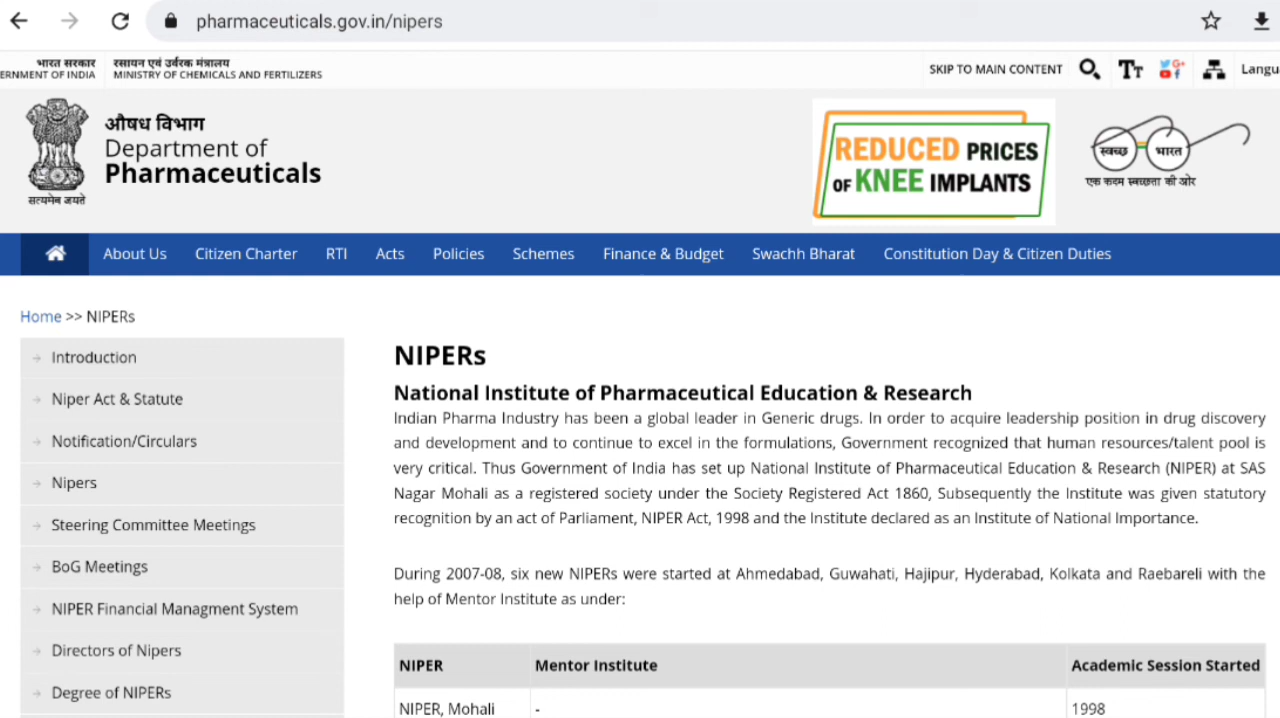 pharmaceuticals.gov.in/nipers
भारत सरकार
ERNMENT OF INDIA
रसायन एवं उर्वरक मंत्रालय
MINISTRY OF CHEMICALS AND FERTILIZERS
SKIP TO MAIN CONTENT
TT
Langu
औषध विभाग
Department of
Pharmaceuticals
सत्यमेव जयते
REDUCED PRICES
OF KNEE IMPLANTS
स्वच्छ भारत
एक कदम स्वच्छता की ओर
About Us Citizen Charter RTI Acts Policies Schemes Finance & Budget Swachh Bharat Constitution Day & Citizen Duties
Home >> NIPERs
Introduction
Niper Act & Statute
Notification/Circulars
Nipers
Steering Committee Meetings
BoG Meetings
NIPER Financial Managment System
Directors of Nipers
Degree of NIPERs
NIPERs
National Institute of Pharmaceutical Education & Research
Indian Pharma Industry has been a global leader in Generic drugs. In order to acquire leadership position in drug discovery
and development and to continue to excel in the formulations, Government recognized that human resources/talent pool is
very critical. Thus Government of India has set up National Institute of Pharmaceutical Education & Research (NIPER) at SAS
Nagar Mohali as a registered society under the Society Registered Act 1860, Subsequently the Institute was given statutory
recognition by an act of Parliament, NIPER Act, 1998 and the Institute declared as an Institute of National Importance.
During 2007-08, six new NIPERs were started at Ahmedabad, Guwahati, Hajipur, Hyderabad, Kolkata and Raebareli with the
help of Mentor Institute as under:
NIPER Mentor Institute Academic Session Started
NIPER, Mohali - 1998